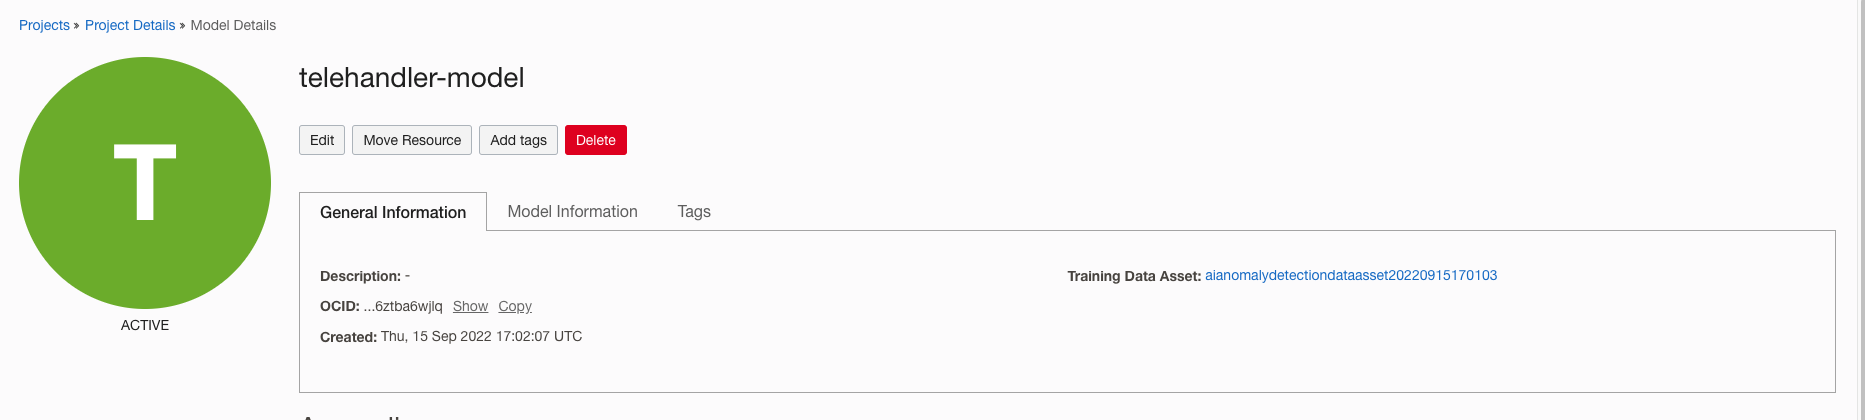 Projects » Project Details » Model Details
T
ACTIVE
telehandler-model
Edit Move Resource Add tags Delete
General Information Model Information Tags
Description: -
OCID: ...6ztba6wjlq Show Copy
Created: Thu, 15 Sep 2022 17:02:07 UTC
Training Data Asset: aianomalydetectiondataasset20220915170103